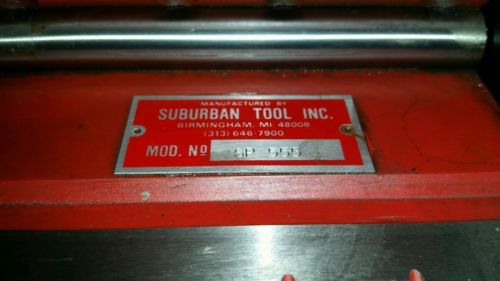 MANUFACTURED BY
SUBURBAN TOOL INC.
BIRMINGHAM, MI. 48008
(313) 646-7900
MOD. Nº SP 555